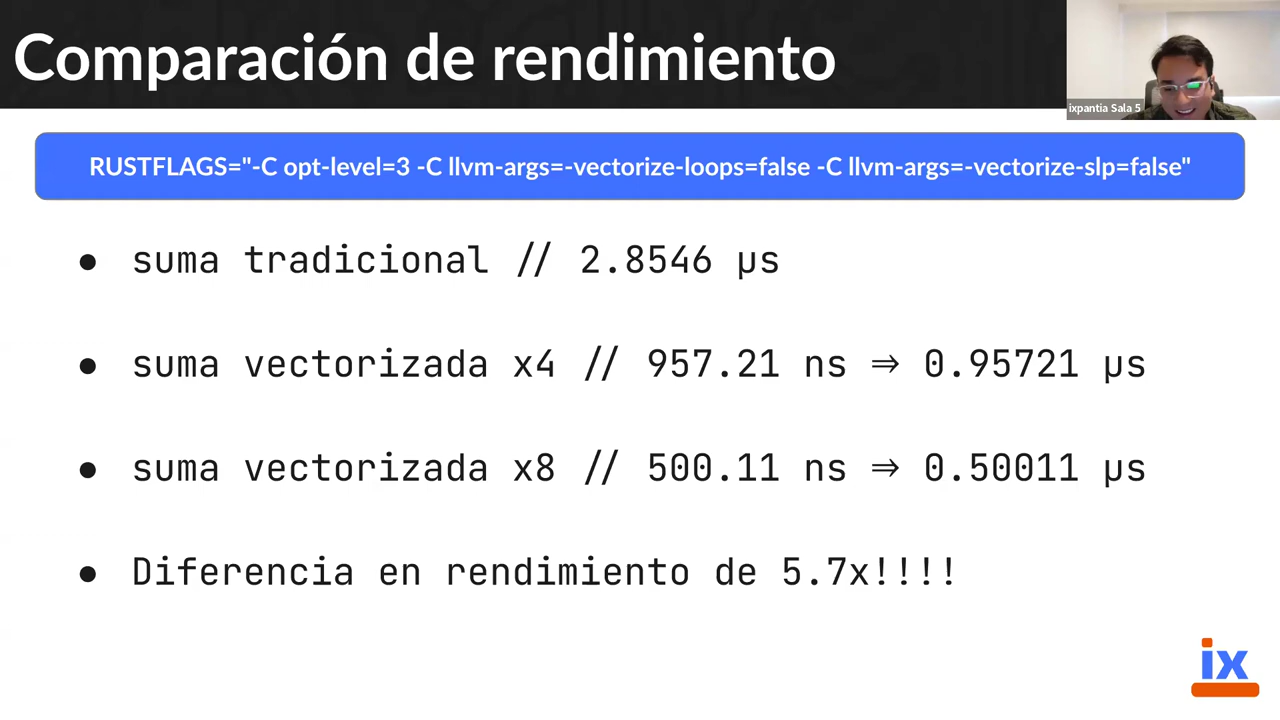 Comparación de rendimiento
ixpantia Sala 5
RUSTFLAGS="-C opt-level=3 -C llvm-args=-vectorize-loops=false -C llvm-args=-vectorize-slp=false"
● suma tradicional // 2.8546 µs
● suma vectorizada x4 // 957.21 ns ⇒ 0.95721 µs
● suma vectorizada x8 // 500.11 ns ⇒ 0.50011 µs
● Diferencia en rendimiento de 5.7x!!!!
ix